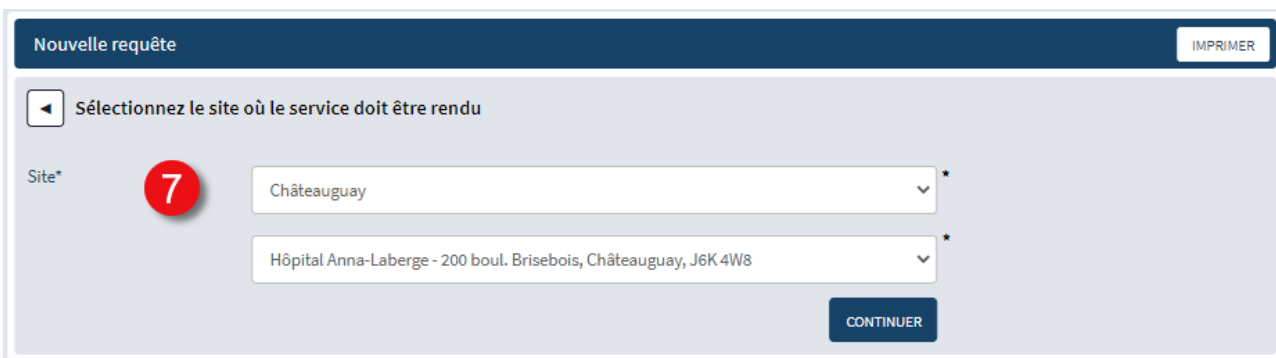 Nouvelle requête
IMPRIMER
◄ Sélectionnez le site où le service doit être rendu
Site*
7
Châteauguay
*
Hôpital Anna-Laberge - 200 boul. Brisebois, Châteauguay, J6K 4W8
*
CONTINUER